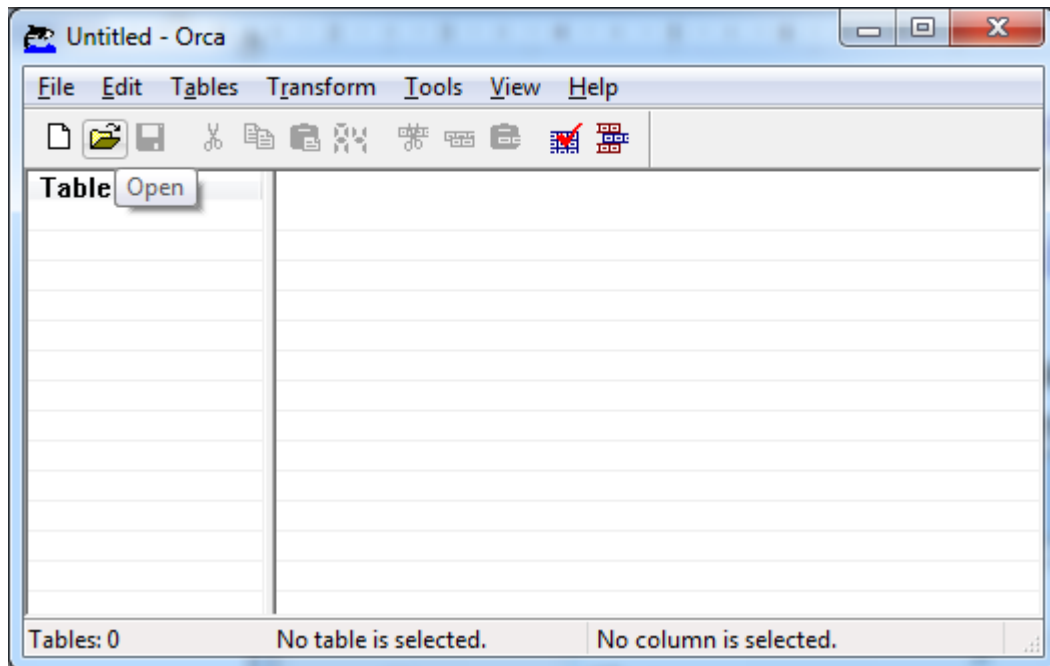 Untitled - Orca
File Edit Tables Transform Tools View Help
Table
Open
Tables: 0 No table is selected. No column is selected.